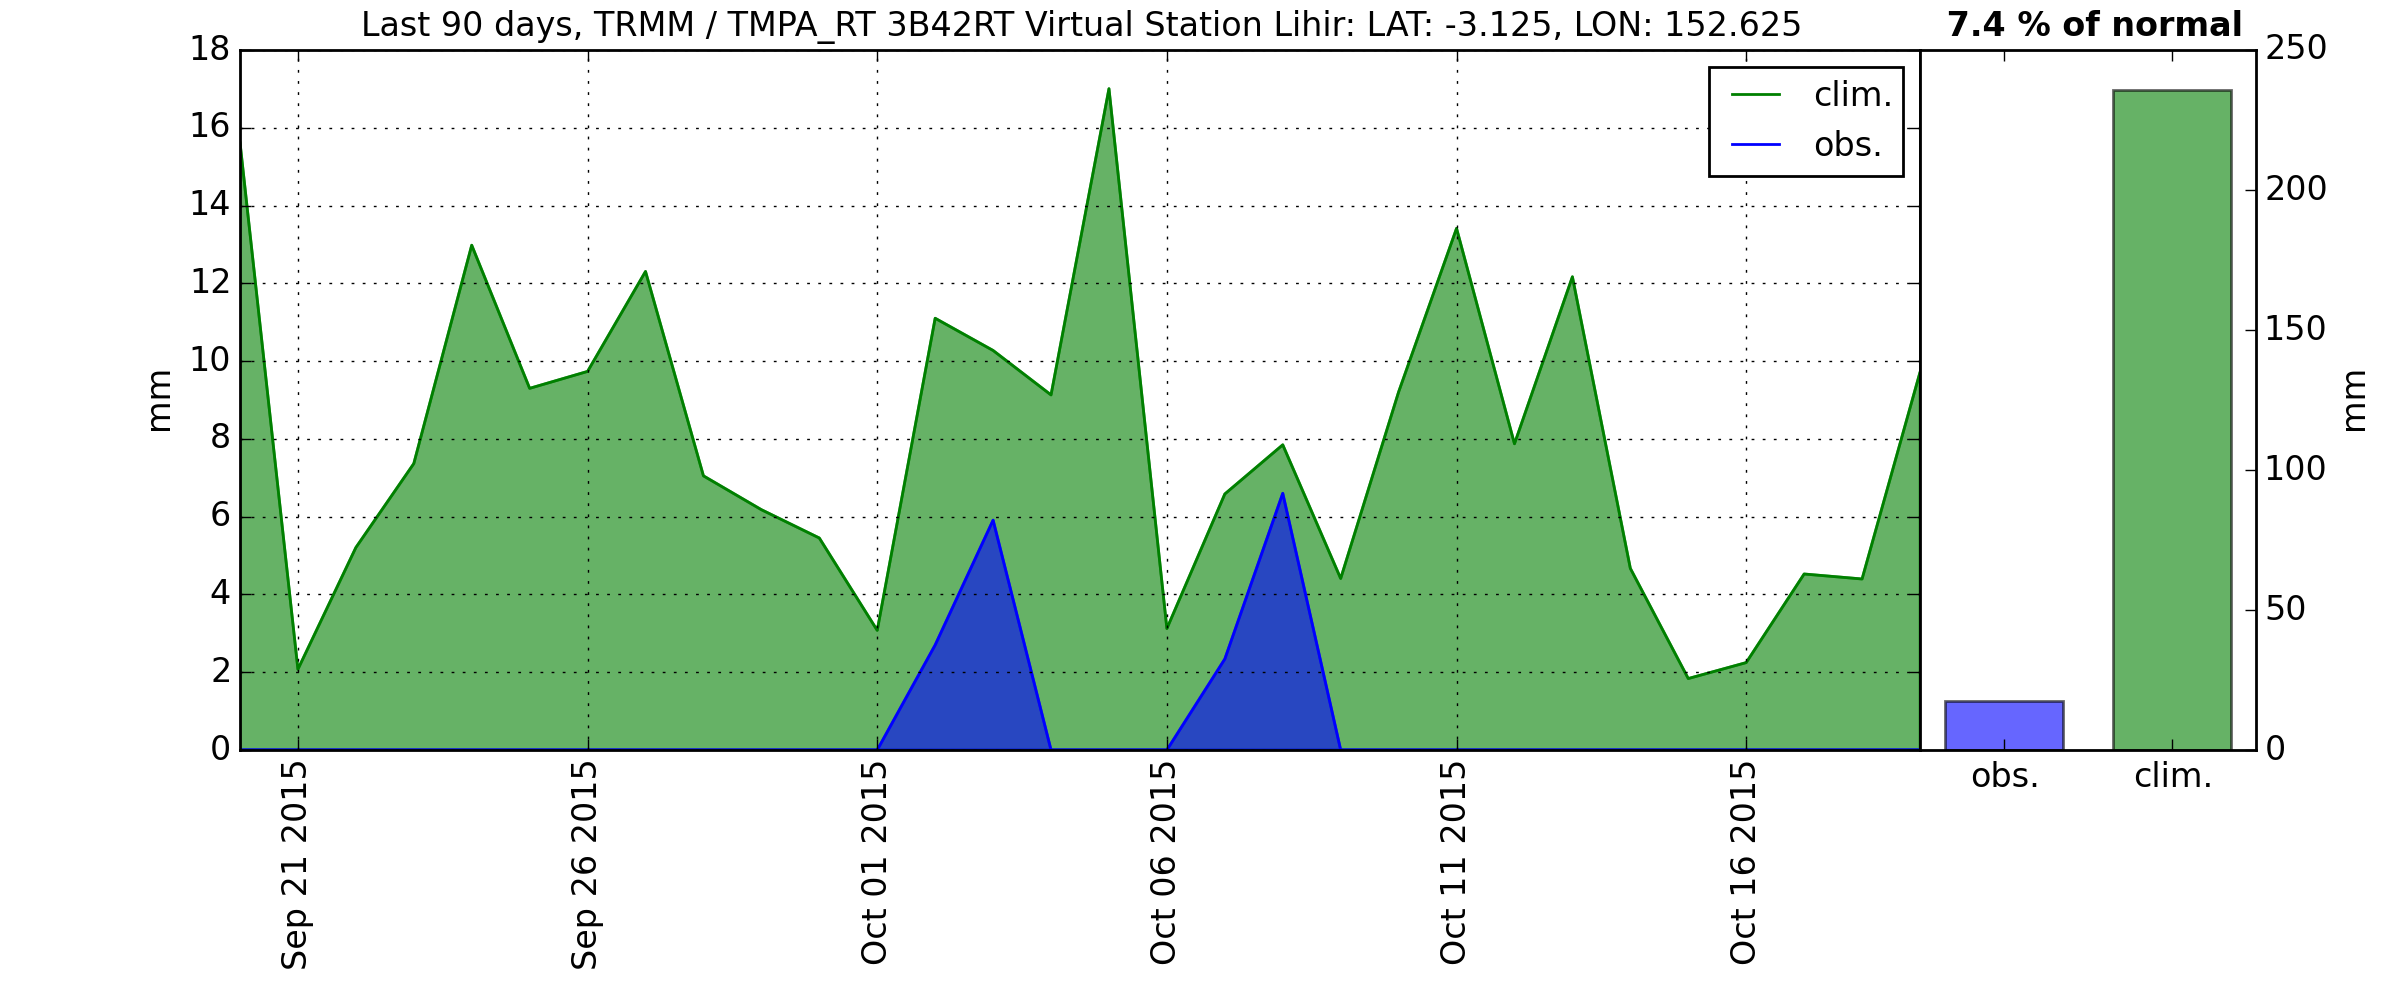 Last 90 days, TRMM / TMPA_RT 3B42RT Virtual Station Lihir: LAT: -3.125, LON: 152.625
7.4 % of normal
18
16
14
12
10
8
6
4
2
0
mm
clim.
obs.
250
200
150
100
50
0
mm
obs.
clim.
Sep 21 2015
Sep 26 2015
Oct 01 2015
Oct 06 2015
Oct 11 2015
Oct 16 2015